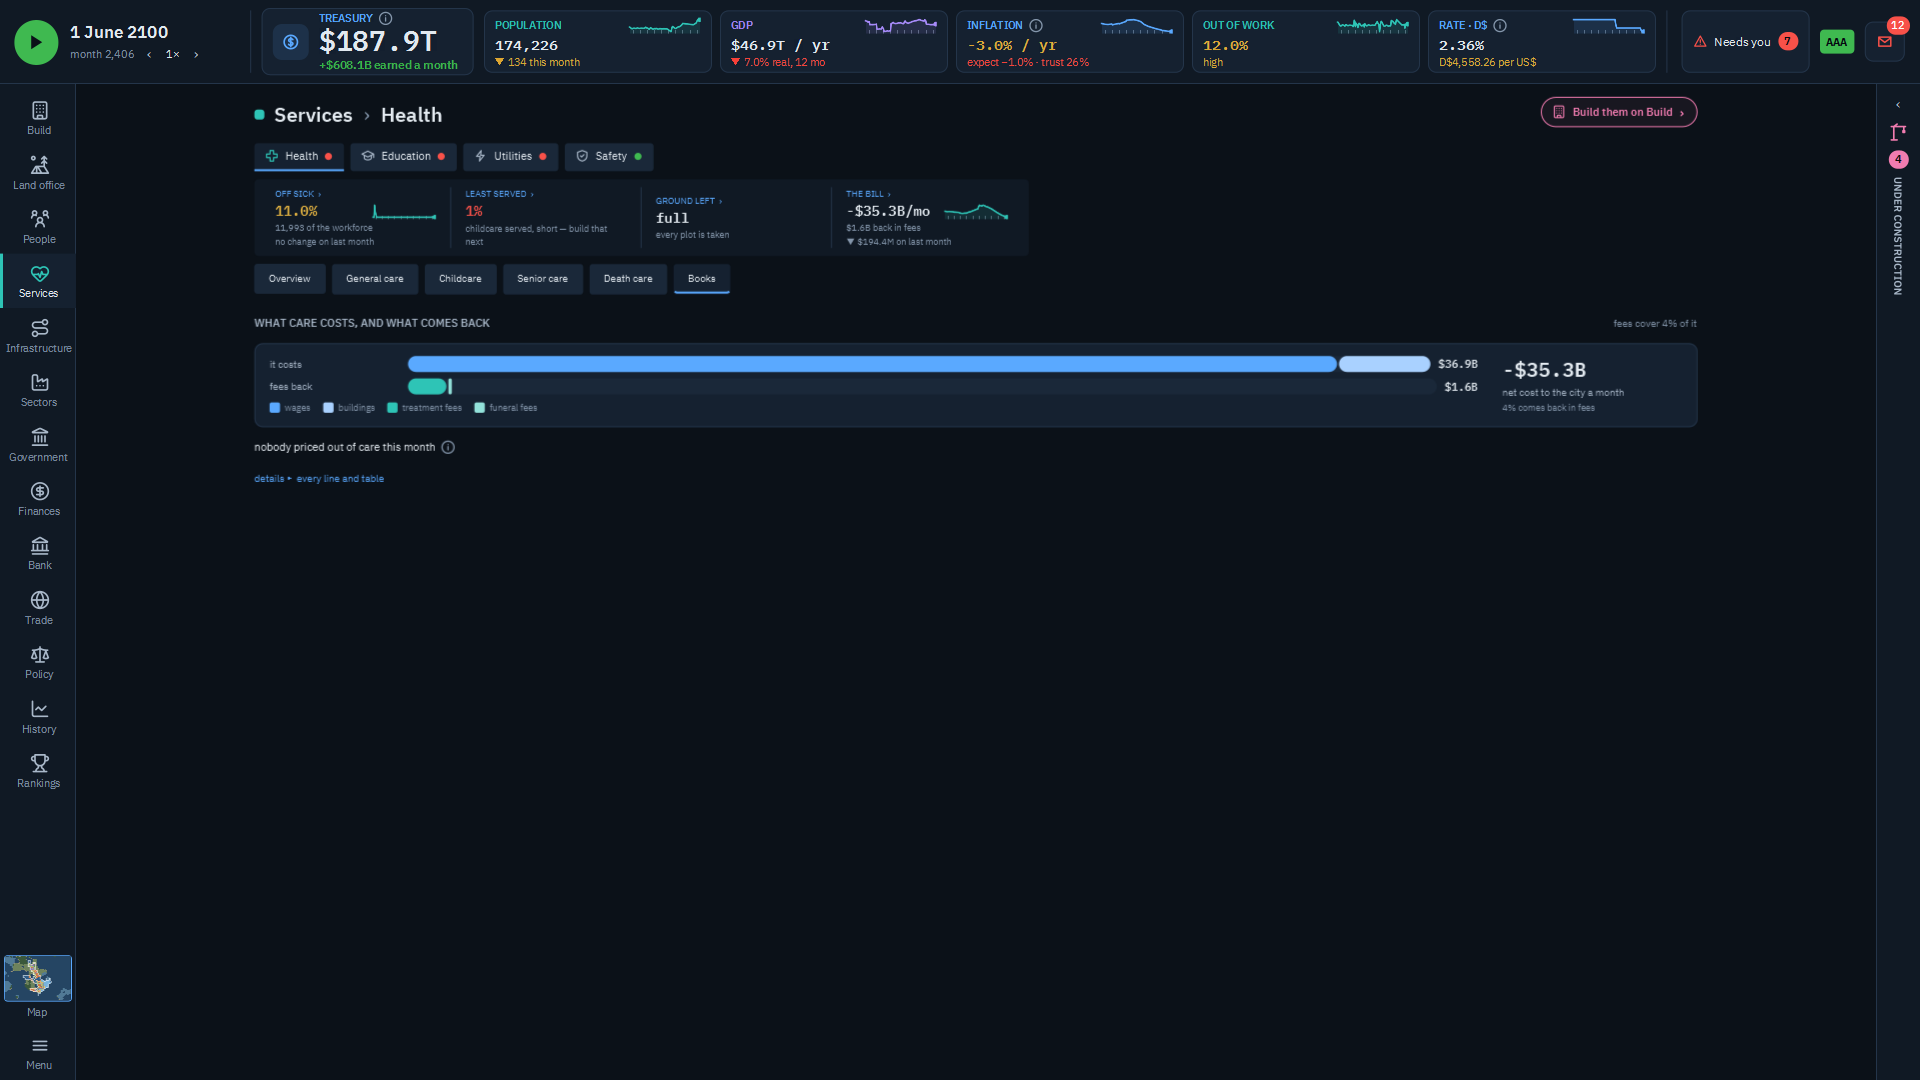 1 June 2100
month 2,406 ‹ 1× ›
TREASURY
$187.9T
+$608.1B earned a month
POPULATION
174,226
▼ 134 this month
GDP
$46.9T / yr
▼ 7.0% real, 12 mo
INFLATION
-3.0% / yr
expect −1.0% · trust 26%
OUT OF WORK
12.0%
high
RATE · D$
2.36%
D$4,558.26 per US$
Needs you 7
AAA
12
Build
Land office
People
Services
Infrastructure
Sectors
Government
Finances
Bank
Trade
Policy
History
Rankings
Map
Menu
Services › Health
Build them on Build ›
Health
Education
Utilities
Safety
OFF SICK ›
11.0%
11,993 of the workforce
no change on last month
LEAST SERVED ›
1%
childcare served, short — build that
next
GROUND LEFT ›
full
every plot is taken
THE BILL ›
-$35.3B/mo
$1.6B back in fees
▼ $194.4M on last month
Overview
General care
Childcare
Senior care
Death care
Books
WHAT CARE COSTS, AND WHAT COMES BACK
fees cover 4% of it
it costs
$36.9B
fees back
$1.6B
wages
buildings
treatment fees
funeral fees
-$35.3B
net cost to the city a month
4% comes back in fees
nobody priced out of care this month
details ▸ every line and table
‹
4
UNDER CONSTRUCTION